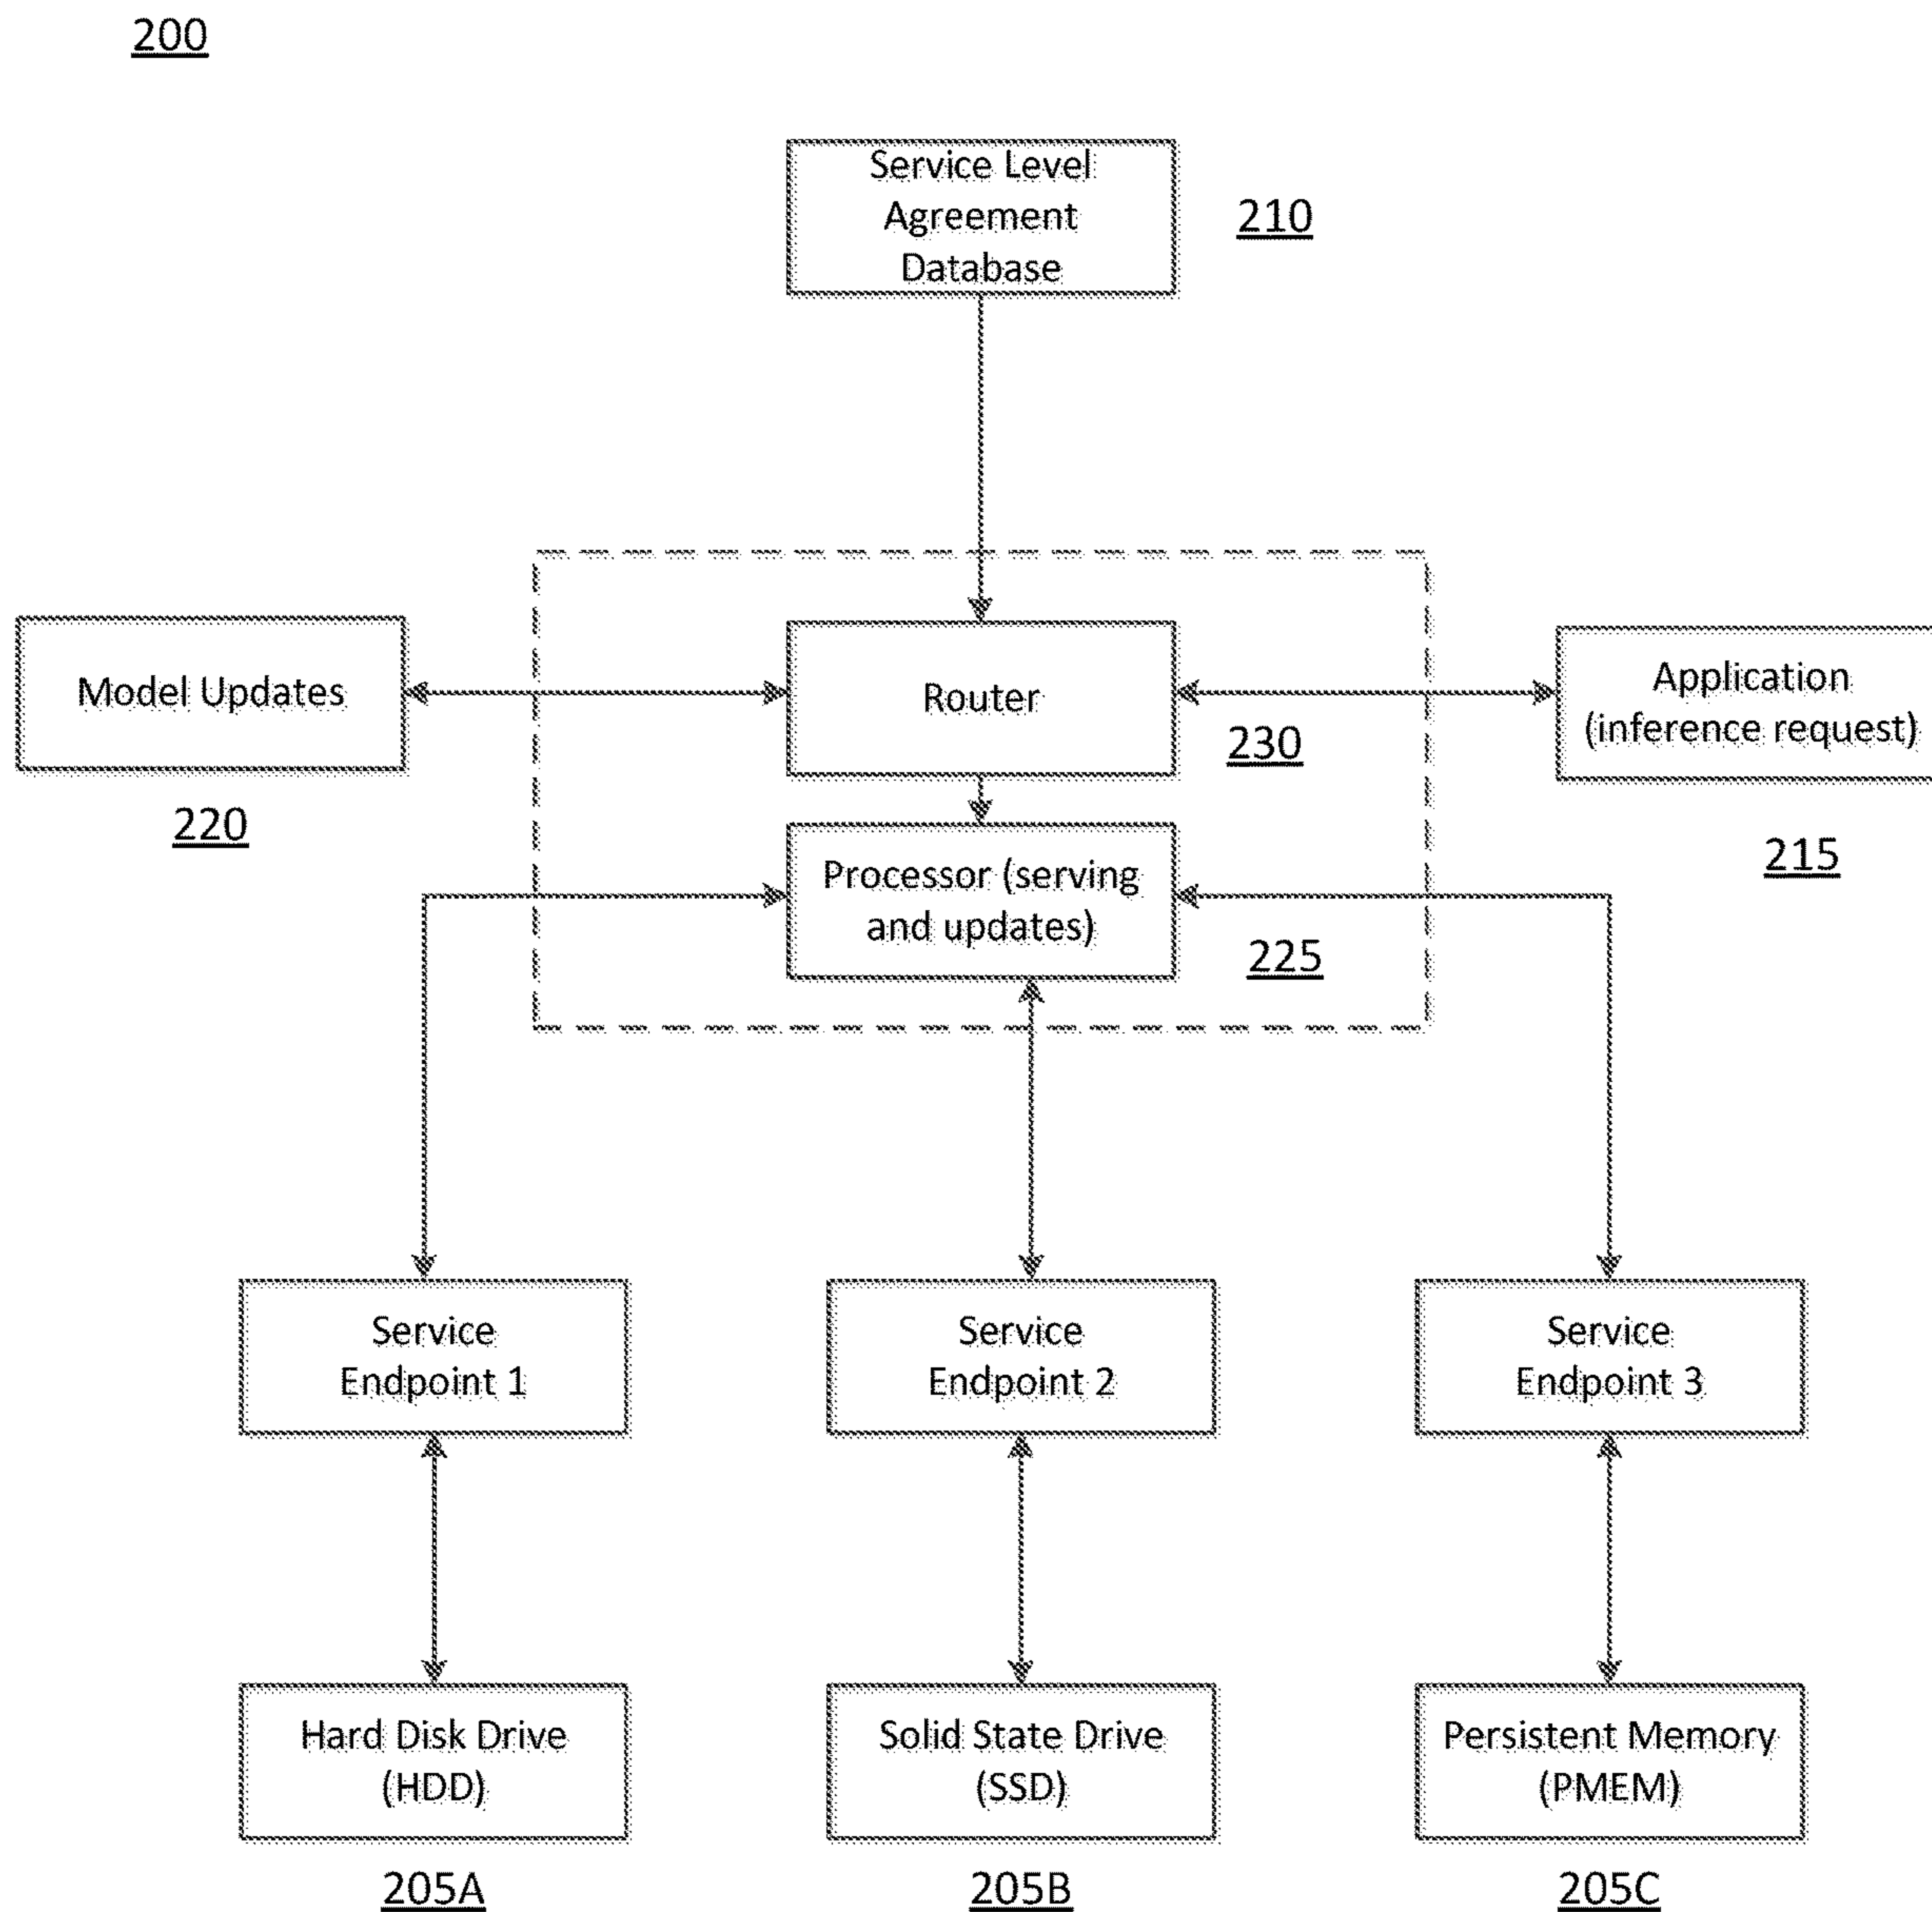 200
Service Level
Agreement
Database
210
Model Updates
220
Router
230
Application
(inference request)
215
Processor (serving
and updates)
225
Service
Endpoint 1
Service
Endpoint 2
Service
Endpoint 3
Hard Disk Drive
(HDD)
205A
Solid State Drive
(SSD)
205B
Persistent Memory
(PMEM)
205C